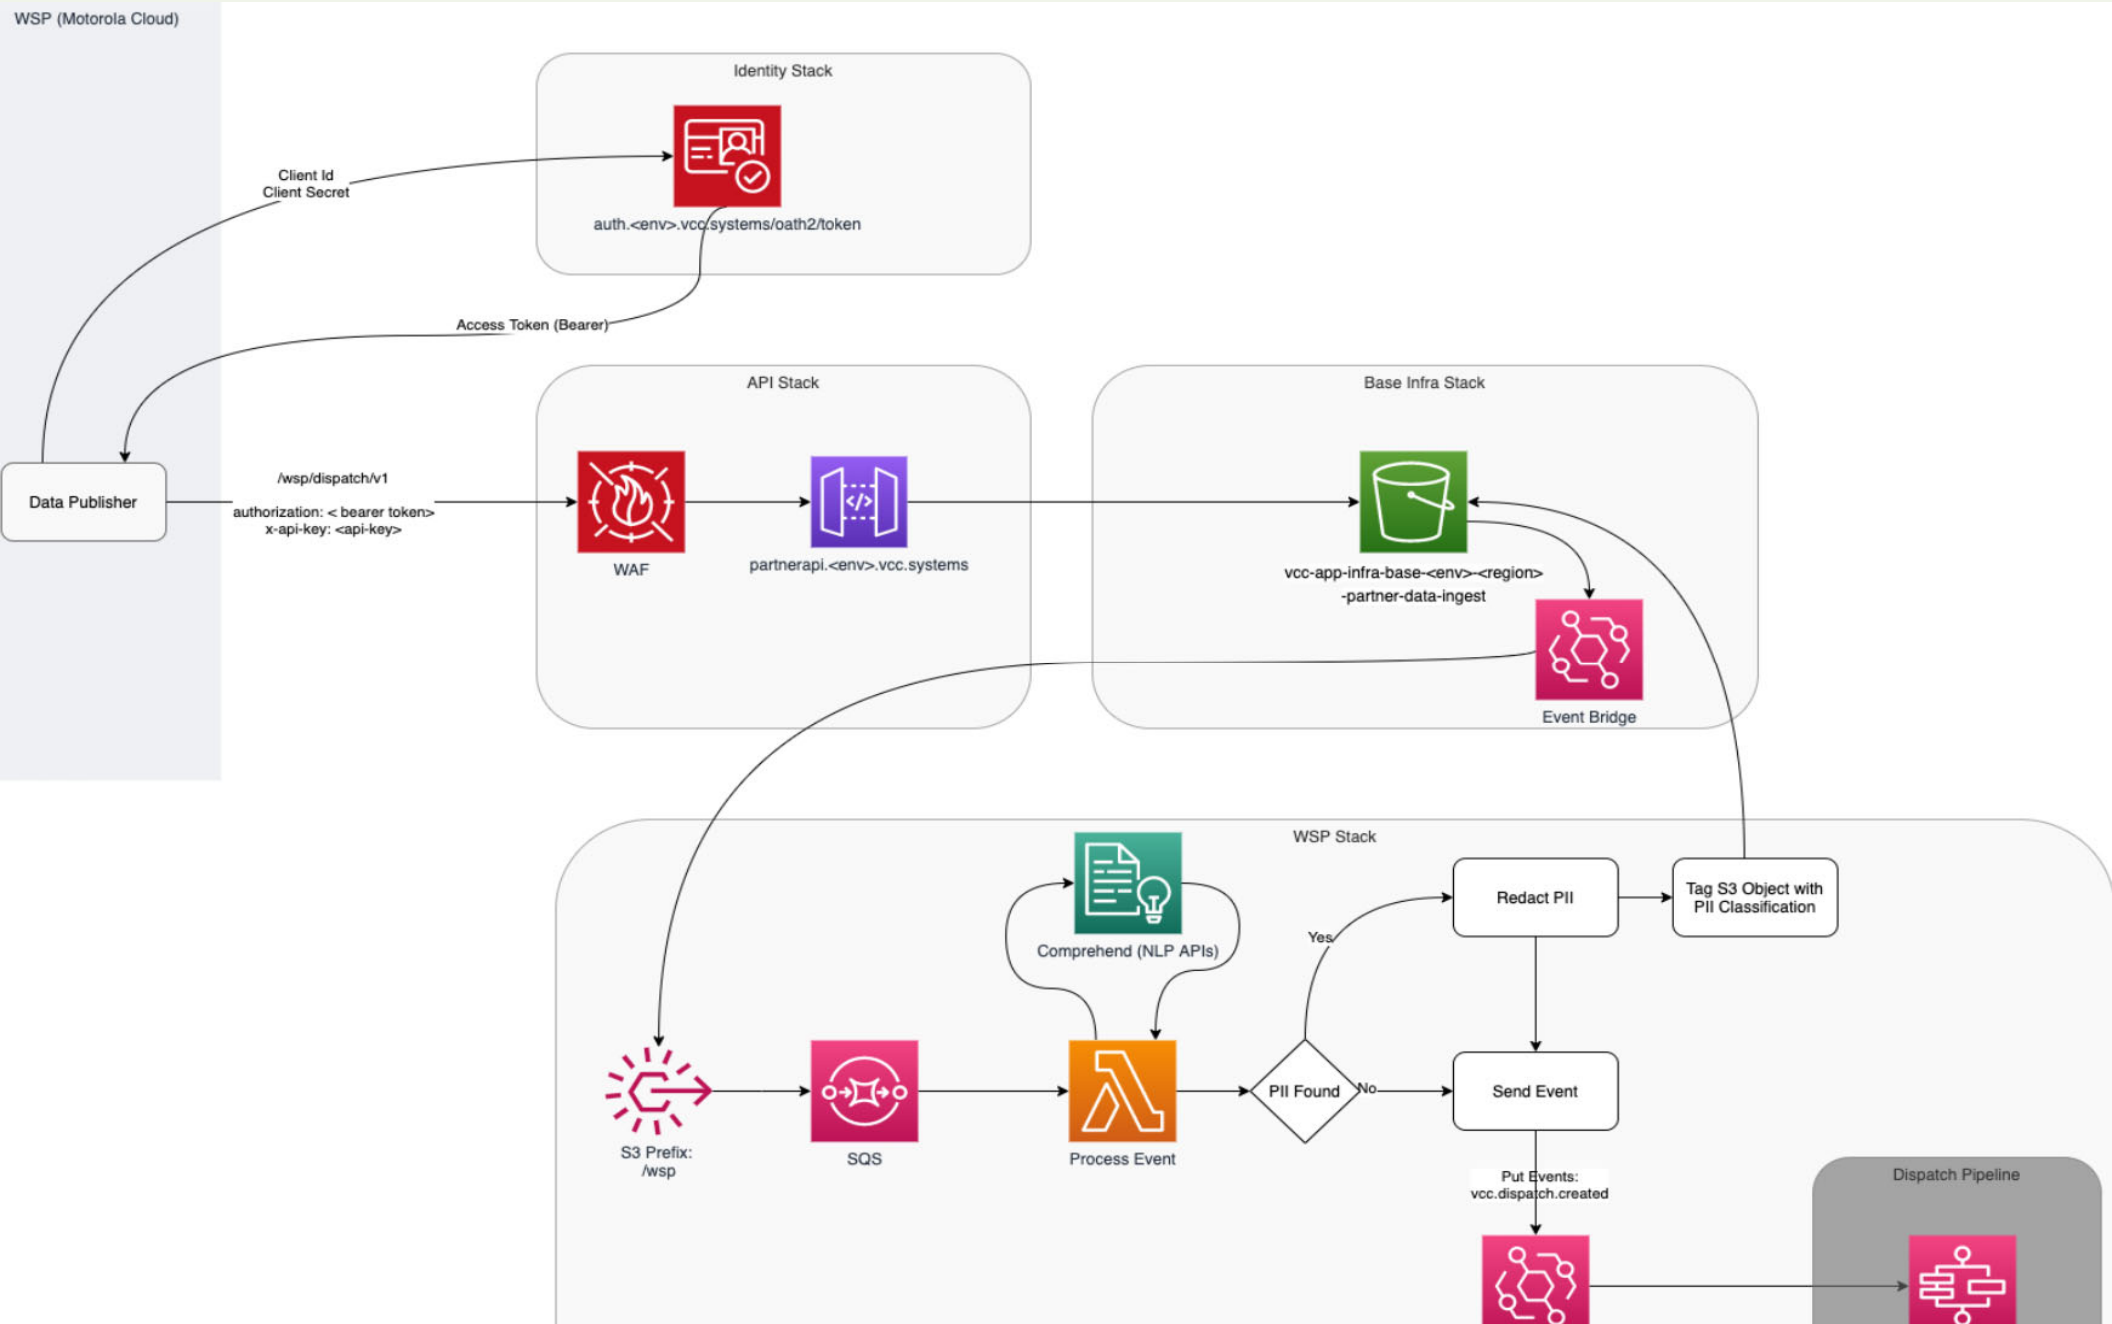 WSP (Motorola Cloud)
Identity Stack
Client Id
Client Secret
auth.<env>.vcc.systems/oath2/token
Access Token (Bearer)
API Stack
Base Infra Stack
Data Publisher
/wsp/dispatch/v1
authorization: < bearer token>
x-api-key: <api-key>
WAF
partnerapi.<env>.vcc.systems
vcc-app-infra-base-<env>-<region>
-partner-data-ingest
Event Bridge
WSP Stack
Comprehend (NLP APIs)
Yes
Redact PII
Tag S3 Object with
PII Classification
S3 Prefix:
/wsp
SQS
Process Event
PII Found
No
Send Event
Put Events:
vcc.dispatch.created
Dispatch Pipeline